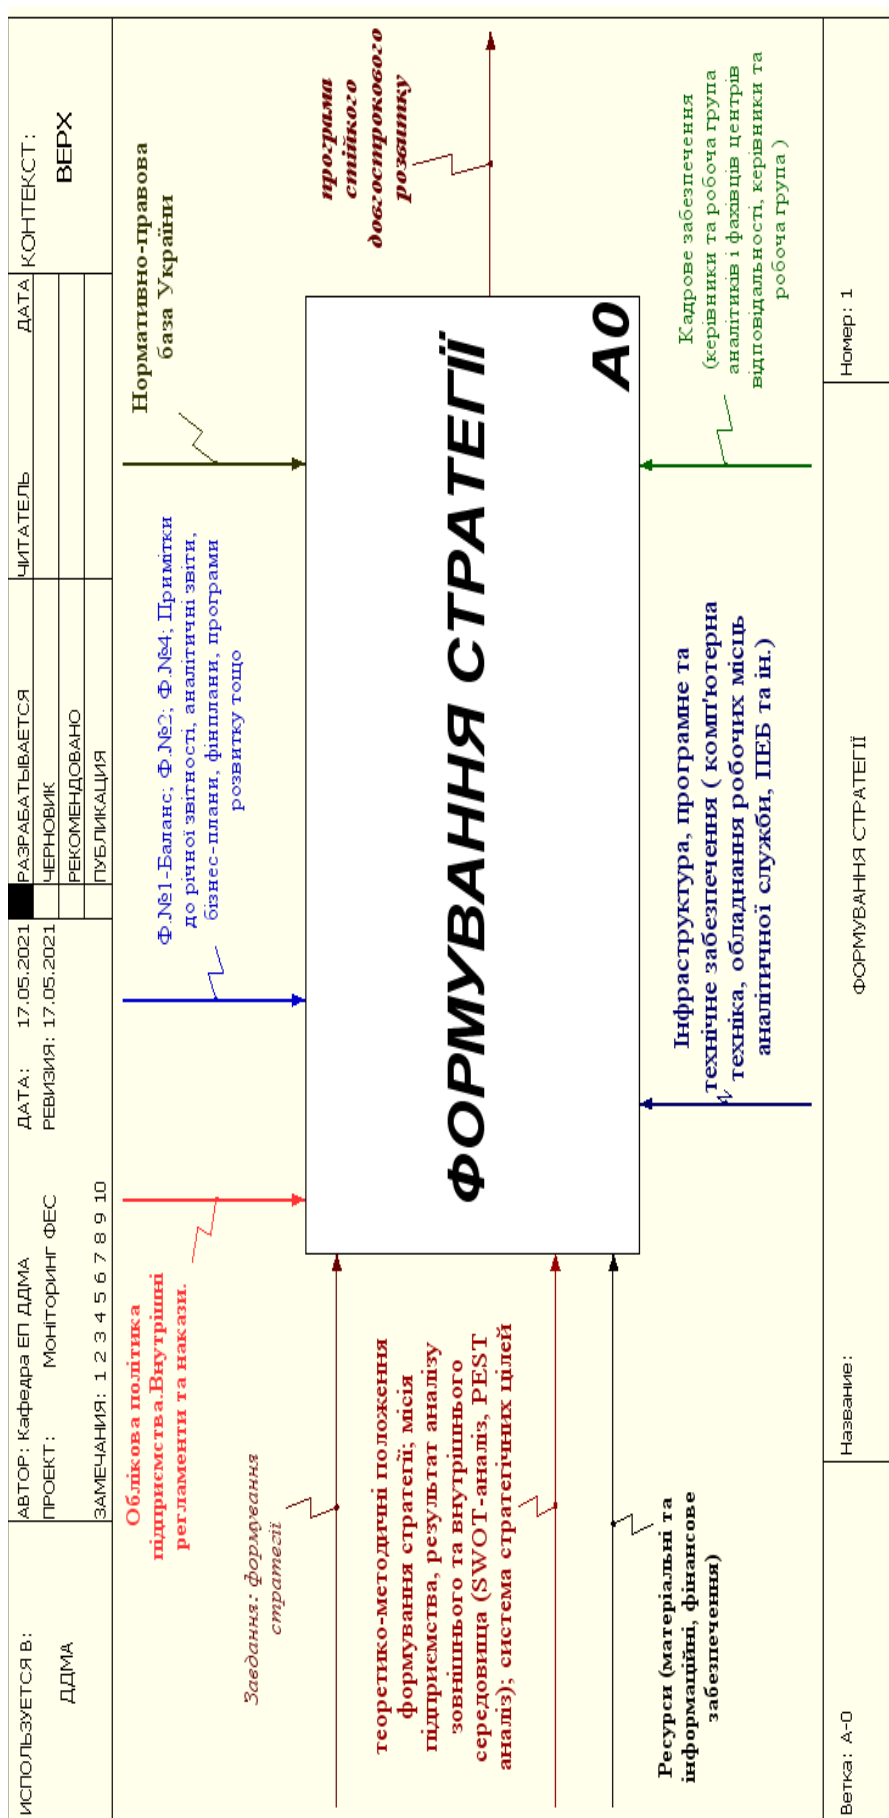 ИСПОЛЬЗУЕТСЯ В:
ДДМА
АВТОР: Кафедра ЕП ДДМА
ПРОЕКТ: Моніторинг ФЕС
ЗАМЕЧАНИЯ: 1 2 3 4 5 6 7 8 9 10
ДАТА: 17.05.2021
РЕВИЗИЯ: 17.05.2021
РАЗРАБАТЫВАЕТСЯ
ЧЕРНОВИК
РЕКОМЕНДОВАНО
ПУБЛИКАЦИЯ
ЧИТАТЕЛЬ
ДАТА
КОНТЕКСТ:
ВЕРХ
Облікова політика
підприємства.Внутрішні
регламенти та накази.
Ф.№1-Баланс; Ф.№2; Ф.№4; Примітки
до річної звітності, аналітичні звіти,
бізнес-плани, фінплани, програми
розвитку тощо
Нормативно-правова
база України
Завдання: формування
стратегії
теоретико-методичні положення
формування стратегії; місія
підприємства, результат аналізу
зовнішнього та внутрішнього
середовища (SWOT-аналіз, PEST
аналіз); система стратегічних цілей
Ресурси (матеріальні та
інформаційні, фінансове
забезпечення)
ФОРМУВАННЯ СТРАТЕГІЇ
А0
програма
стійкого
довгострокового
розвитку
Інфраструктура, програмне та
технічне забезпечення ( комп'ютерна
техніка, обладнання робочих місць
аналітичної служби, ПЕБ та ін.)
Кадрове забезпечення
(керівники та робоча група
аналітиків і фахівців центрів
відповідальності, керівники та
робоча група )
Ветка: А-0
Название:
ФОРМУВАННЯ СТРАТЕГІЇ
Номер: 1